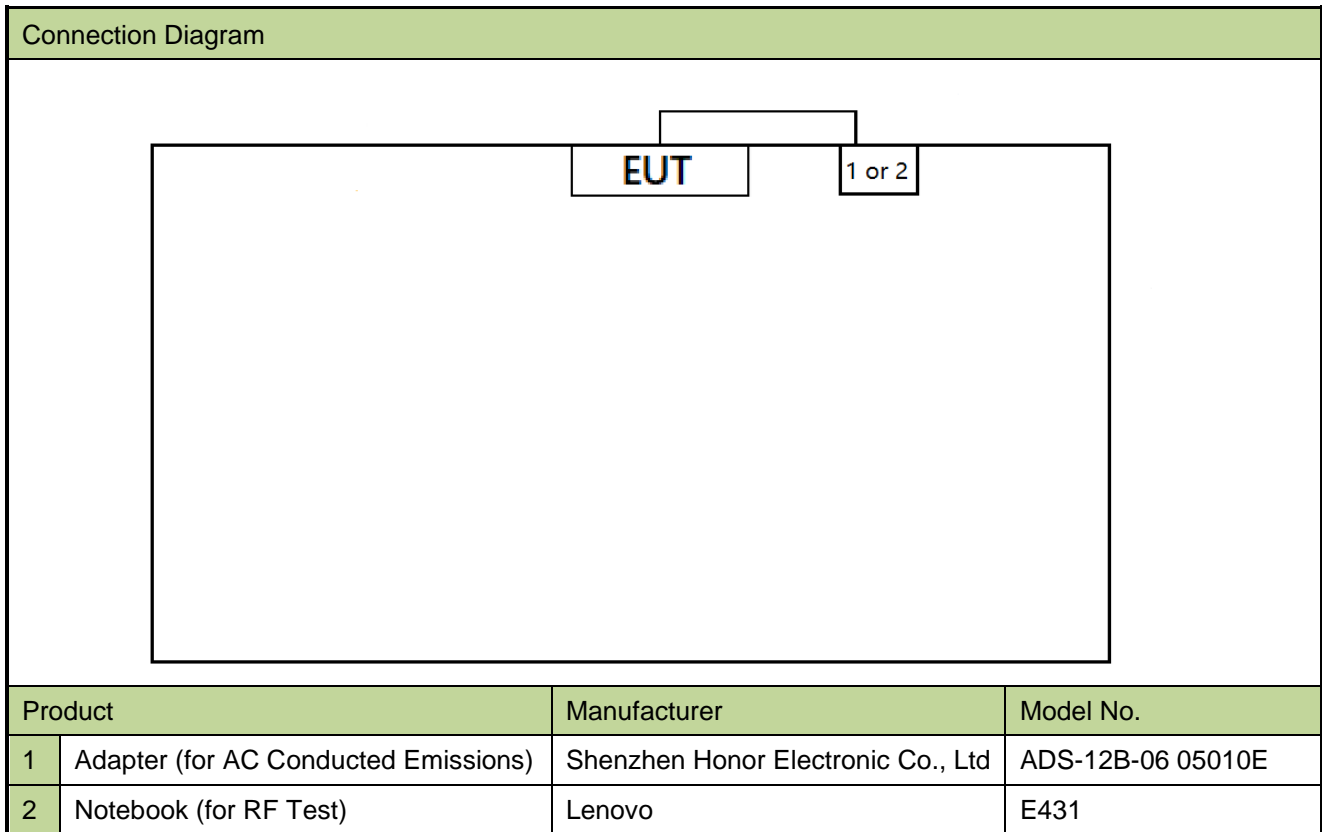 Connection Diagram
EUT
1 or 2
Product Manufacturer Model No.
1 Adapter (for AC Conducted Emissions) Shenzhen Honor Electronic Co., Ltd ADS-12B-06 05010E
2 Notebook (for RF Test) Lenovo E431